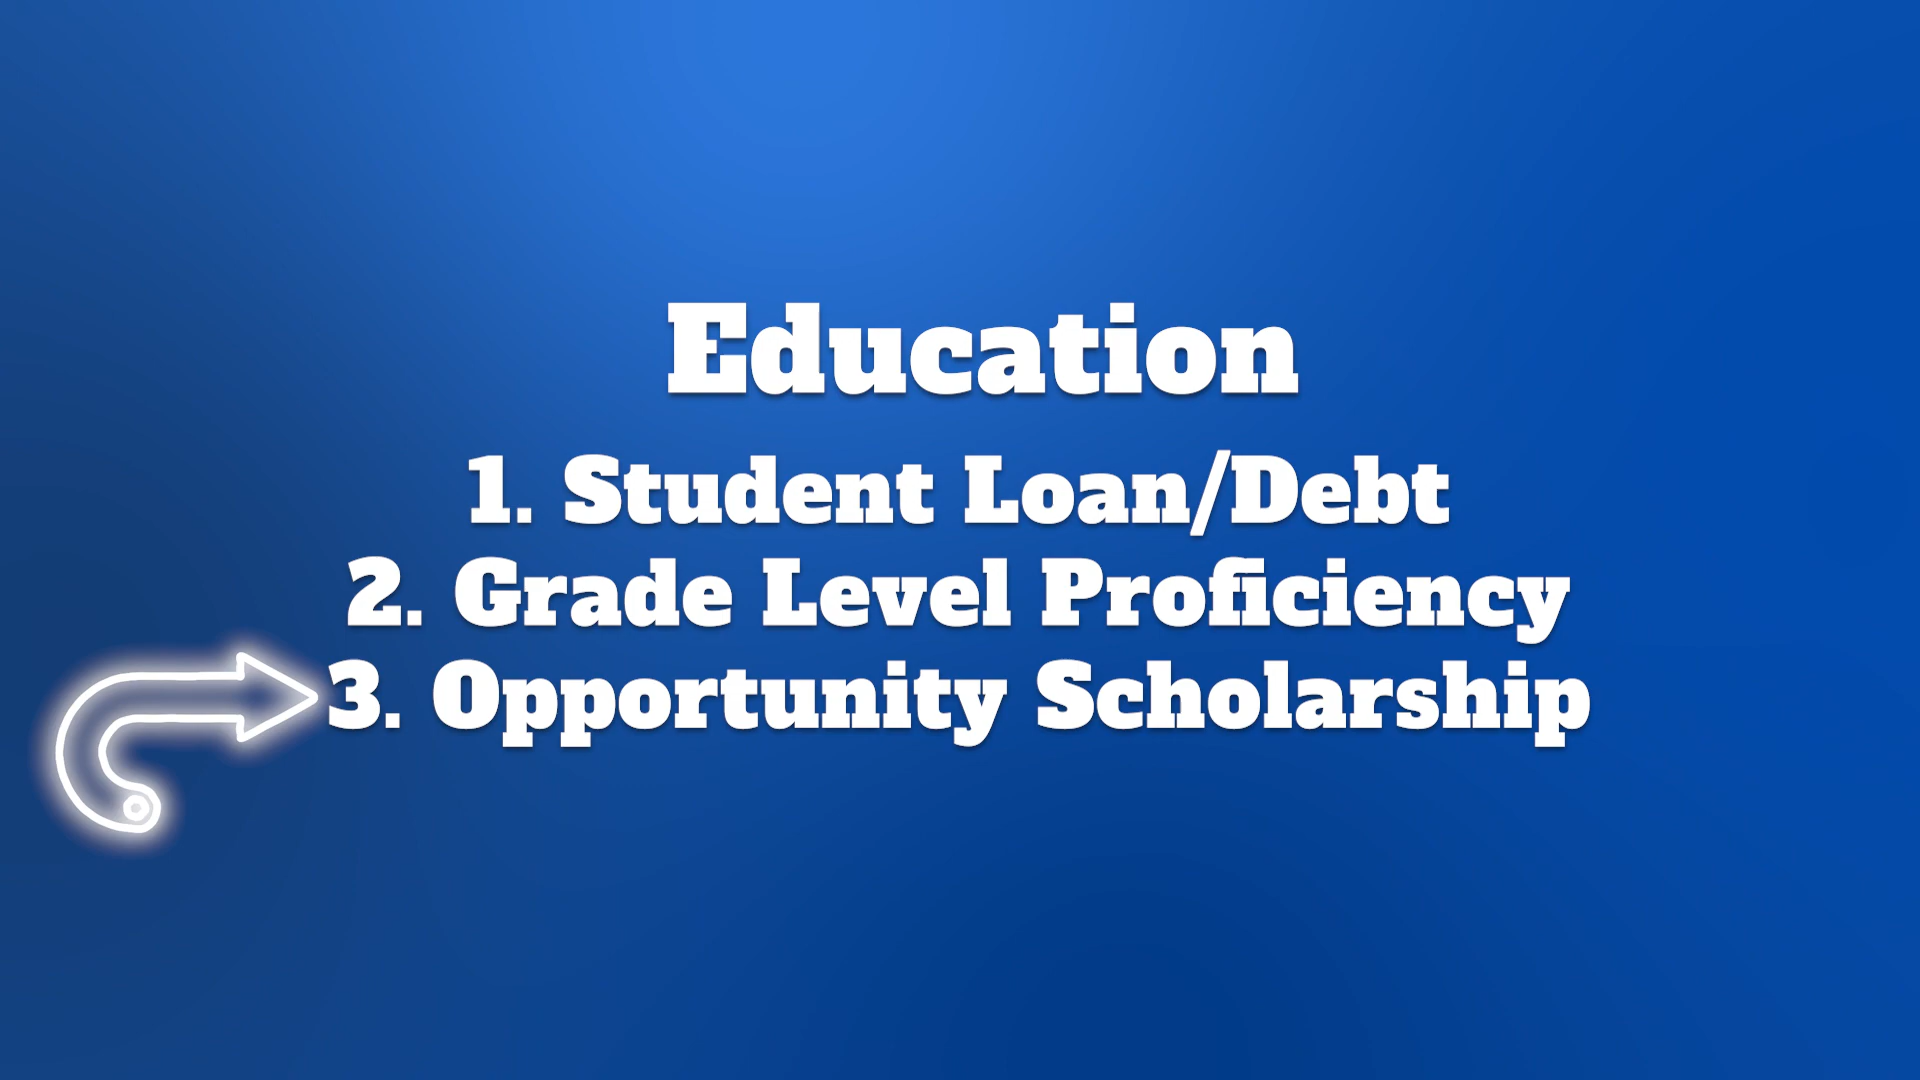 Education
1. Student Loan/Debt
2. Grade Level Proficiency
3. Opportunity Scholarship